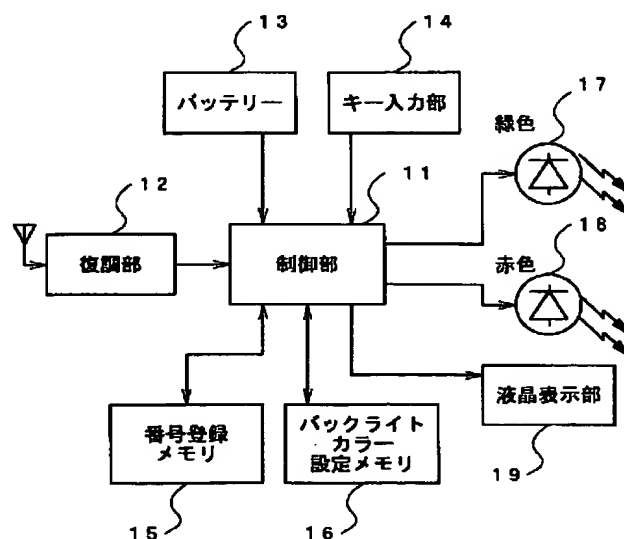 13
14
バッテリー
キー入力部
17
緑色
12
11
復調部
制御部
18
赤色
液晶表示部
19
番号登録
メモリ
15
バックライト
カラー
設定メモリ
16